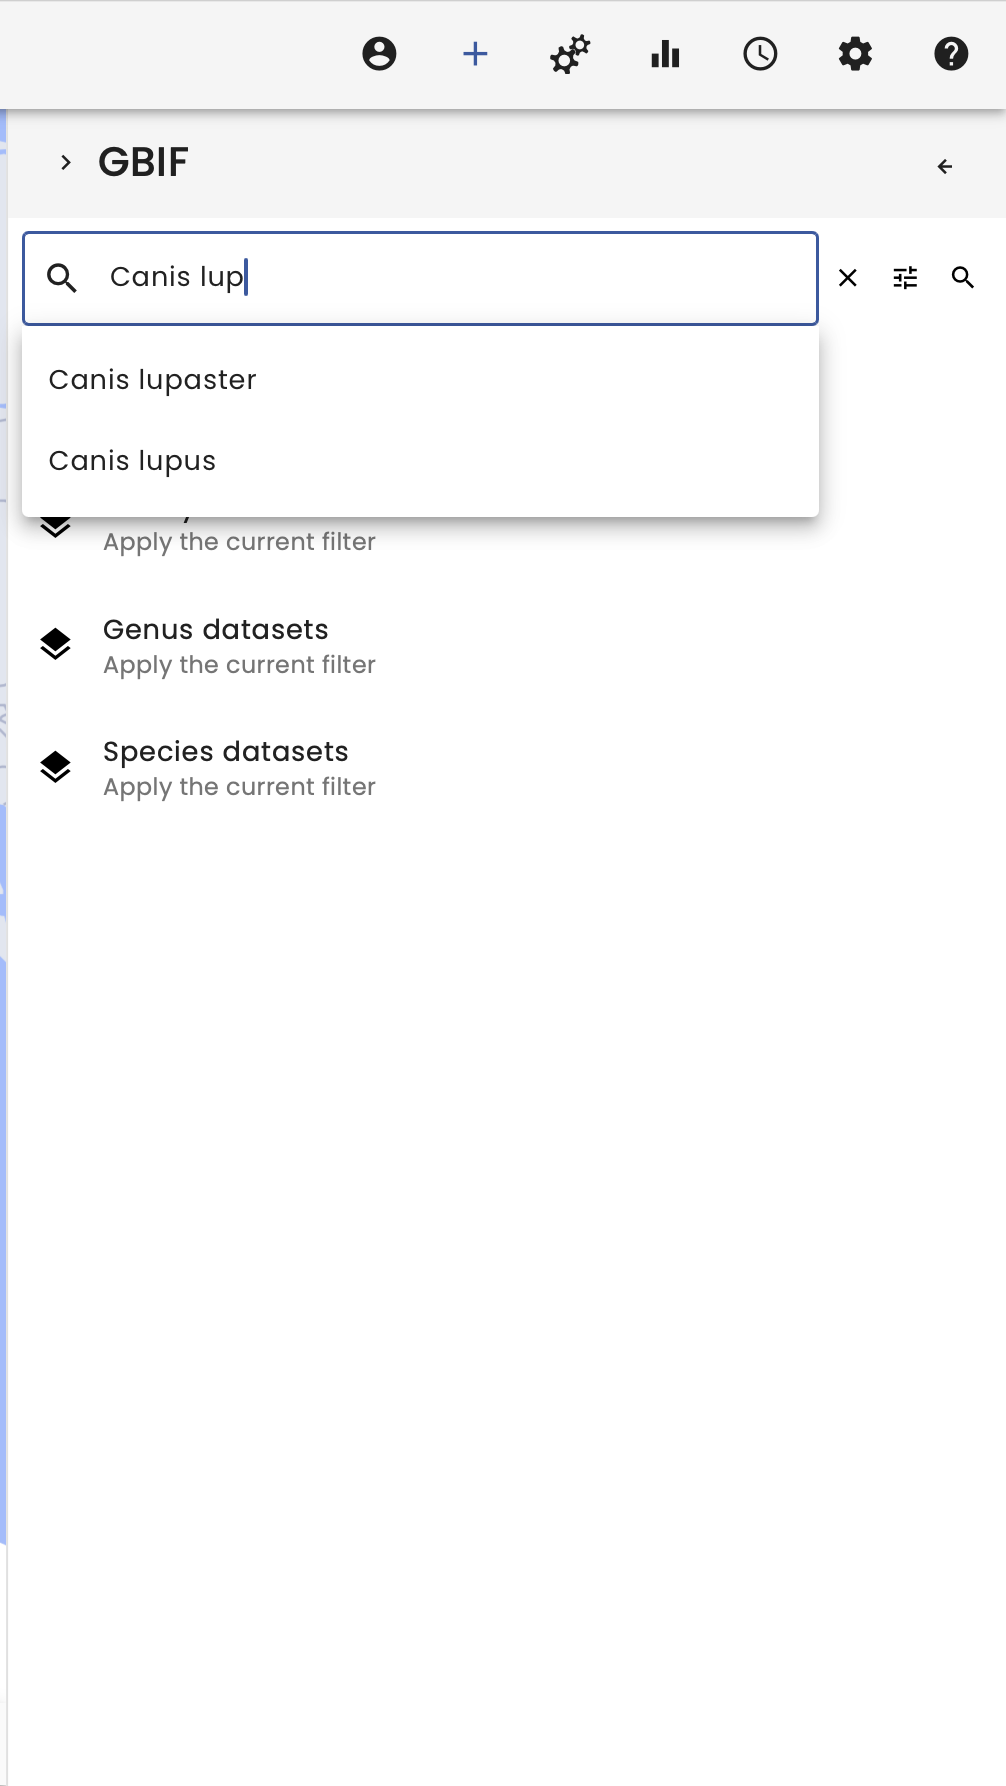 GBIF
Canis lup
Canis lupaster
Canis lupus
Apply the current filter
Genus datasets
Apply the current filter
Species datasets
Apply the current filter